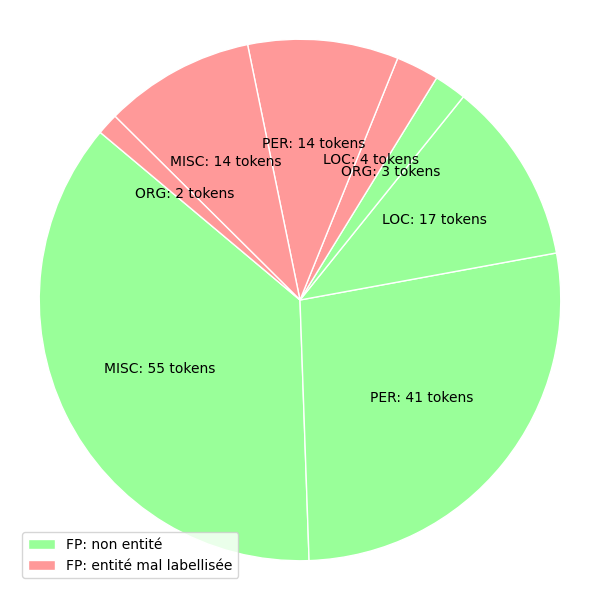 PER: 14 tokens
MISC: 14 tokens
LOC: 4 tokens
ORG: 3 tokens
ORG: 2 tokens
LOC: 17 tokens
MISC: 55 tokens
PER: 41 tokens
FP: non entité
FP: entité mal labellisée